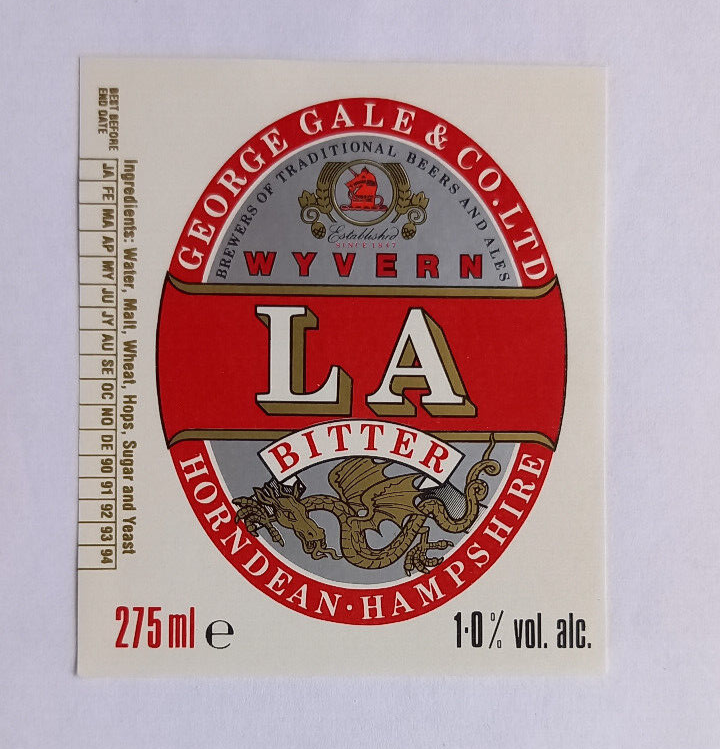 GEORGE GALE & CO. LTD
BREWERS OF TRADITIONAL BEERS AND ALES
Established
SINCE 1847
WYVERN
LA
BITTER
HORNDEAN · HAMPSHIRE
275 ml e
1·0% vol. alc.
Ingredients: Water, Malt, Wheat, Hops, Sugar and Yeast
BEST BEFORE
END DATE
JA FE MA AP MY JU JY AU SE OC NO DE 90 91 92 93 94